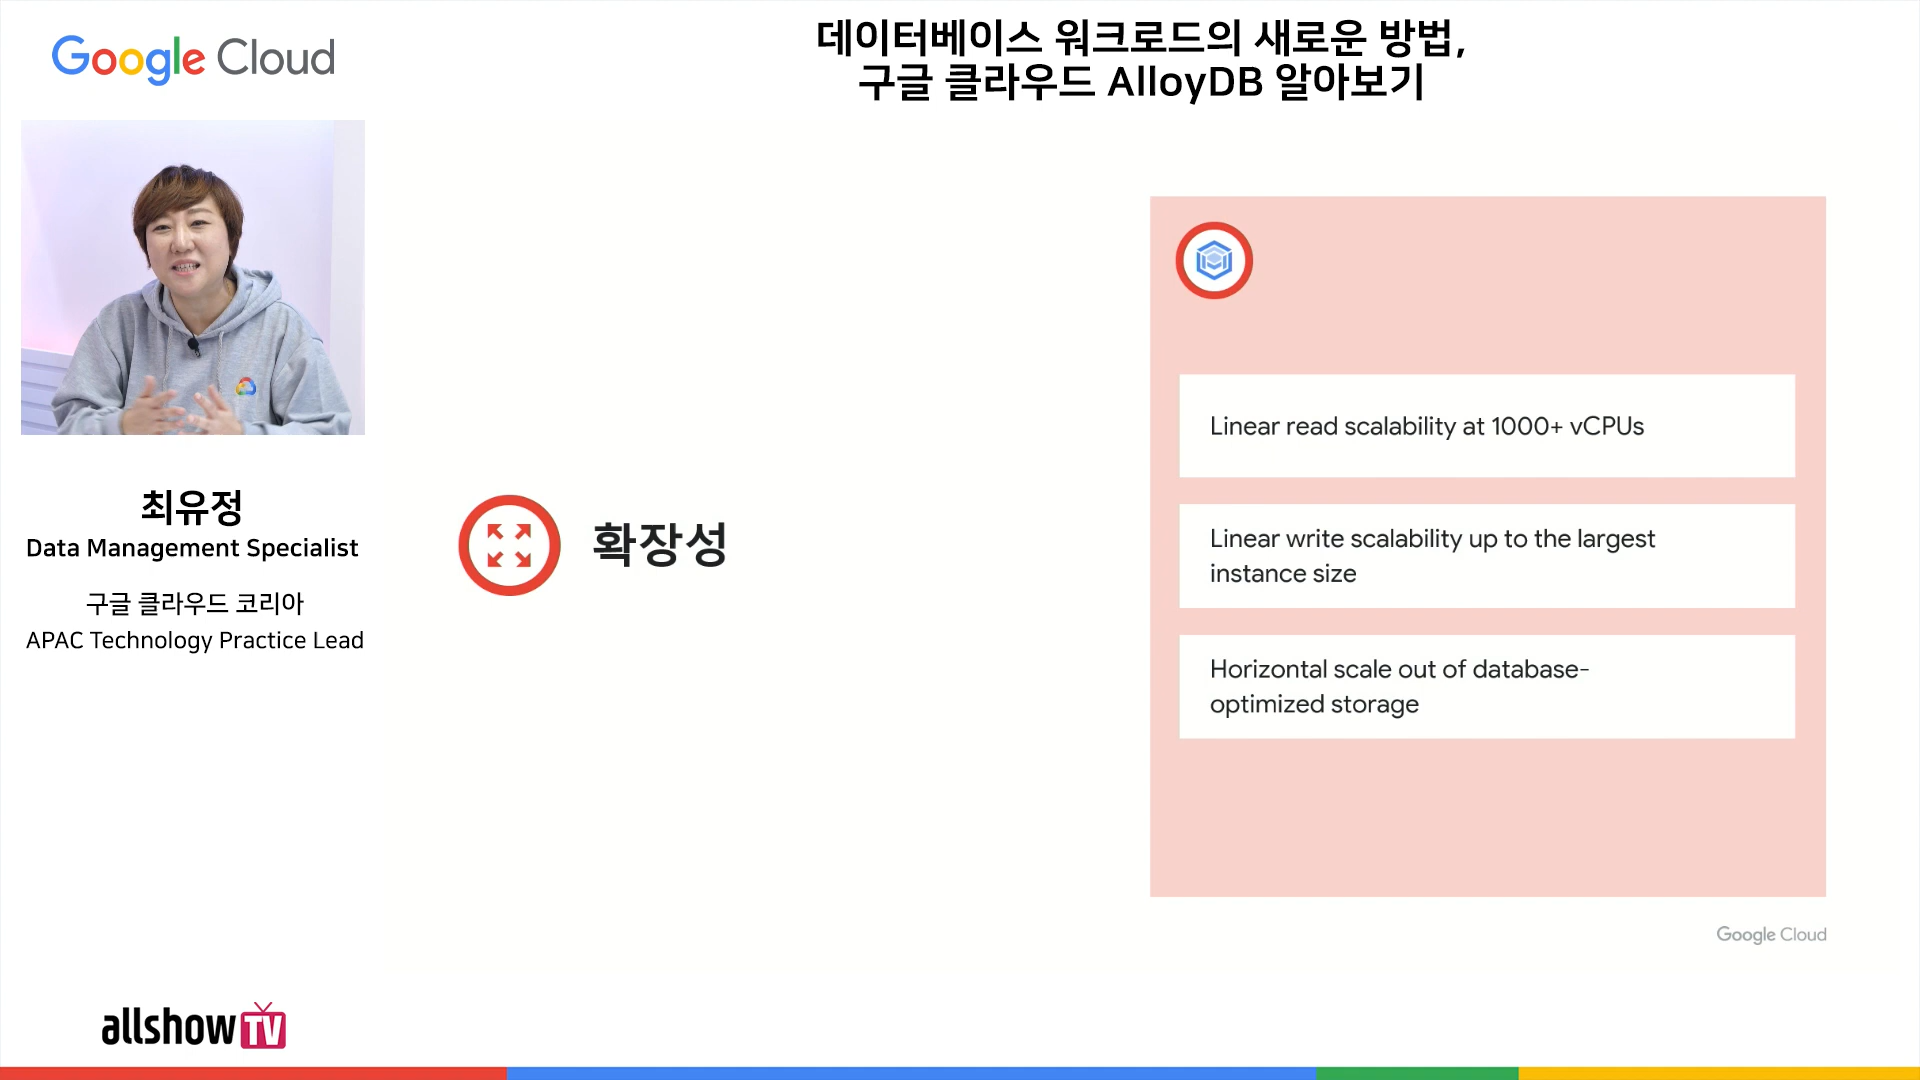 Google Cloud
데이터베이스 워크로드의 새로운 방법,
구글 클라우드 AlloyDB 알아보기
최유정
Data Management Specialist
구글 클라우드 코리아
APAC Technology Practice Lead
확장성
Linear read scalability at 1000+ vCPUs
Linear write scalability up to the largest
instance size
Horizontal scale out of database-
optimized storage
Google Cloud
allshowTV